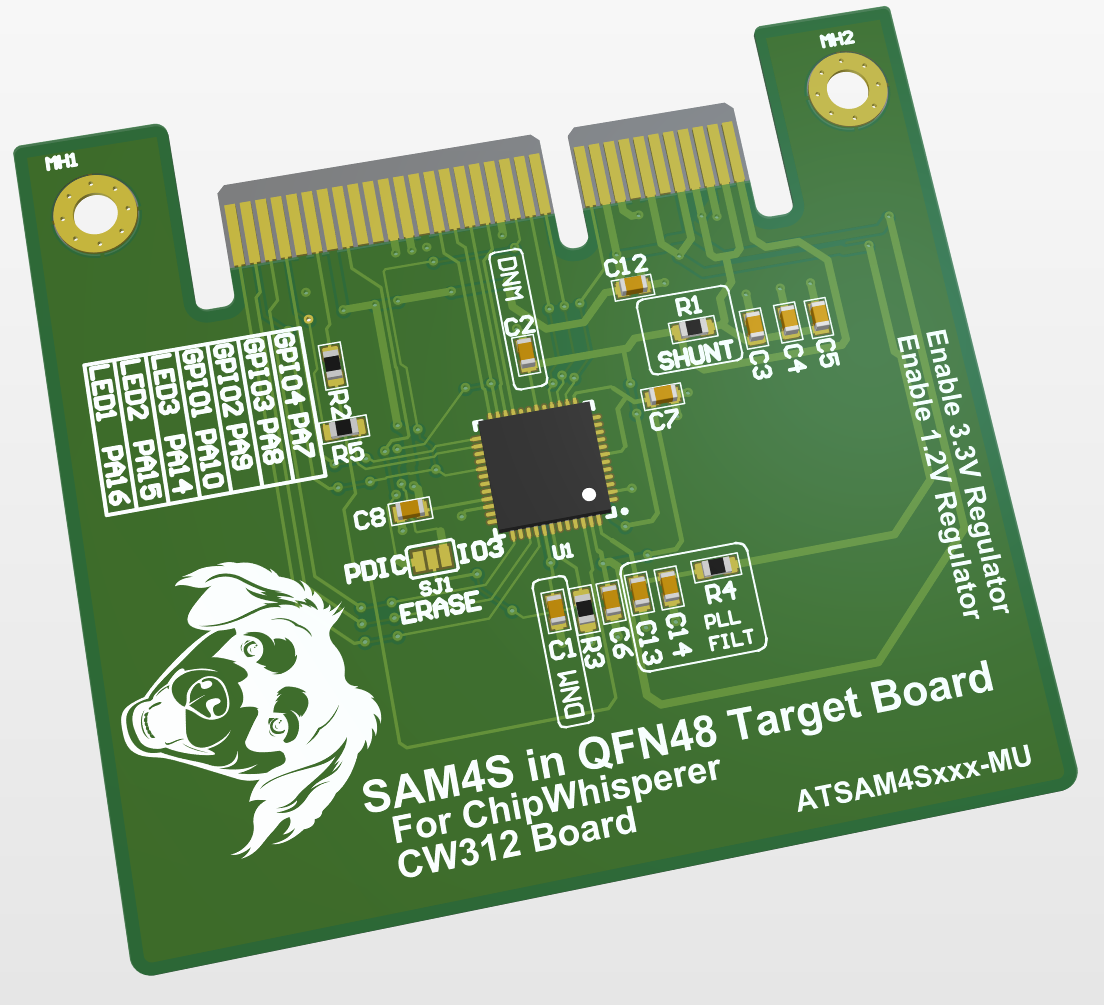 MH1
MH2
DNM
C2
C12
R1
SHUNT
C3
C4
C5
C7
Enable 3.3V Regulator
Enable 1.2V Regulator
LED1 PA16
LED2 PA15
LED3 PA14
GPIO1 PA10
GPIO2 PA9
GPIO3 PA8
GPIO4 PA7
R2
R5
C8
PDIC IO3
SJ1
ERASE
U1
C1
DNM
R3
C6
C13
C14
R4
PLL
FILT
SAM4S in QFN48 Target Board
For ChipWhisperer
CW312 Board
ATSAM4Sxxx-MU